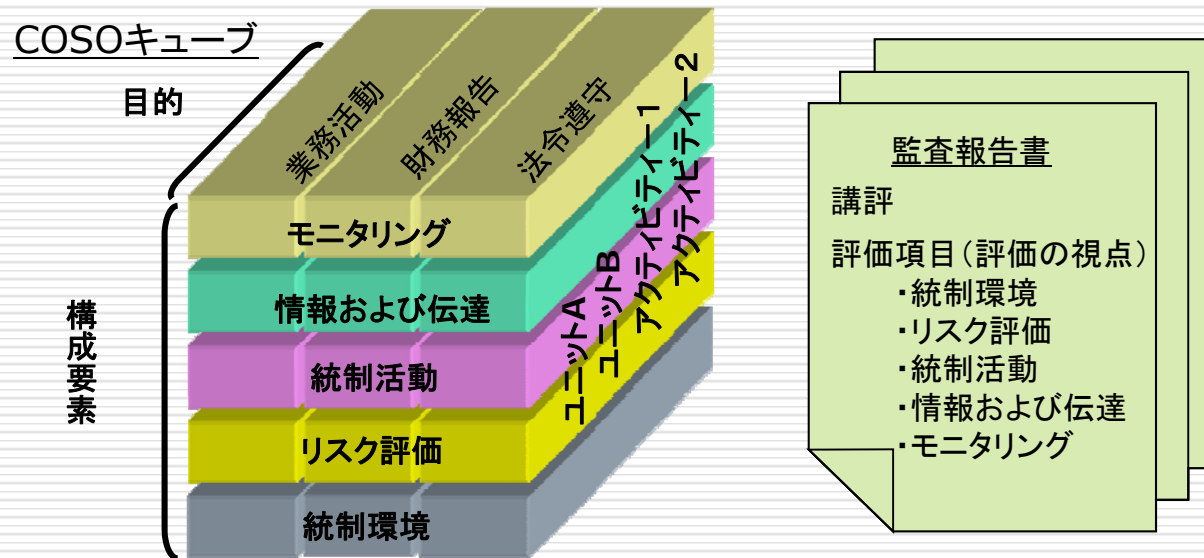 COSOキューブ
目的
業務活動
財務報告
法令遵守
構成要素
モニタリング
情報および伝達
統制活動
リスク評価
統制環境
ユニットA
ユニットB
アクティビティー1
アクティビティー2
監査報告書
講評
評価項目(評価の視点)
・統制環境
・リスク評価
・統制活動
・情報および伝達
・モニタリング